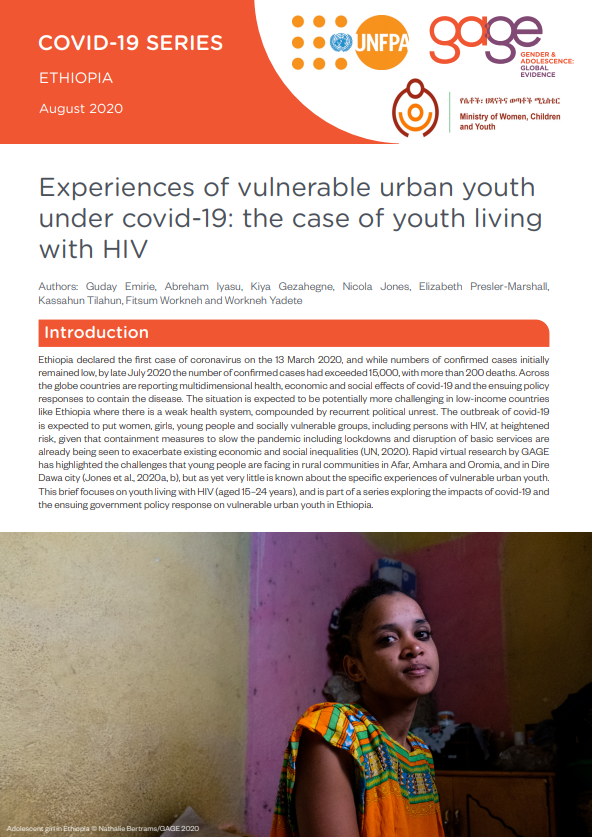 COVID-19 SERIES
ETHIOPIA
August 2020
UNFPA
gage
GENDER &
ADOLESCENCE:
GLOBAL
EVIDENCE
የሴቶች፣ ህፃናትና ወጣቶች ሚኒስቴር
Ministry of Women, Children
and Youth
Experiences of vulnerable urban youth
under covid-19: the case of youth living
with HIV
Authors: Guday Emirie, Abreham Iyasu, Kiya Gezahegne, Nicola Jones, Elizabeth Presler-Marshall,
Kassahun Tilahun, Fitsum Workneh and Workneh Yadete
Introduction
Ethiopia declared the first case of coronavirus on the 13 March 2020, and while numbers of confirmed cases initially
remained low, by late July 2020 the number of confirmed cases had exceeded 15,000, with more than 200 deaths. Across
the globe countries are reporting multidimensional health, economic and social effects of covid-19 and the ensuing policy
responses to contain the disease. The situation is expected to be potentially more challenging in low-income countries
like Ethiopia where there is a weak health system, compounded by recurrent political unrest. The outbreak of covid-19
is expected to put women, girls, young people and socially vulnerable groups, including persons with HIV, at heightened
risk, given that containment measures to slow the pandemic including lockdowns and disruption of basic services are
already being seen to exacerbate existing economic and social inequalities (UN, 2020). Rapid virtual research by GAGE
has highlighted the challenges that young people are facing in rural communities in Afar, Amhara and Oromia, and in Dire
Dawa city (Jones et al., 2020a, b), but as yet very little is known about the specific experiences of vulnerable urban youth.
This brief focuses on youth living with HIV (aged 15–24 years), and is part of a series exploring the impacts of covid-19 and
the ensuing government policy response on vulnerable urban youth in Ethiopia.
Adolescent girl in Ethiopia © Nathalie Bertrams/GAGE 2020